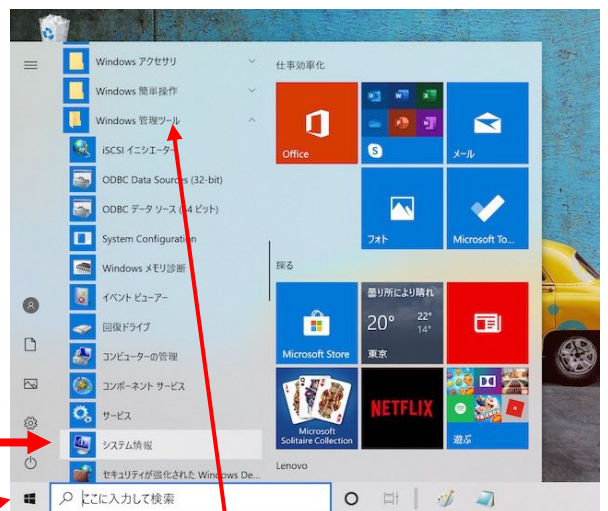 Windows アクセサリ
Windows 簡単操作
Windows 管理ツール
iSCSI イニシエーター
ODBC Data Sources (32-bit)
ODBC データ ソース (64 ビット)
System Configuration
Windows メモリ診断
イベント ビューアー
回復ドライブ
コンピューターの管理
コンポーネント サービス
サービス
システム情報
セキュリティが強化された Windows De...
仕事効率化
Office
メール
フォト
Microsoft To...
探る
Microsoft Store
曇り所により晴れ
20° 22°
14°
東京
Microsoft
Solitaire Collection
NETFLIX
遊ぶ
Lenovo
ここに入力して検索